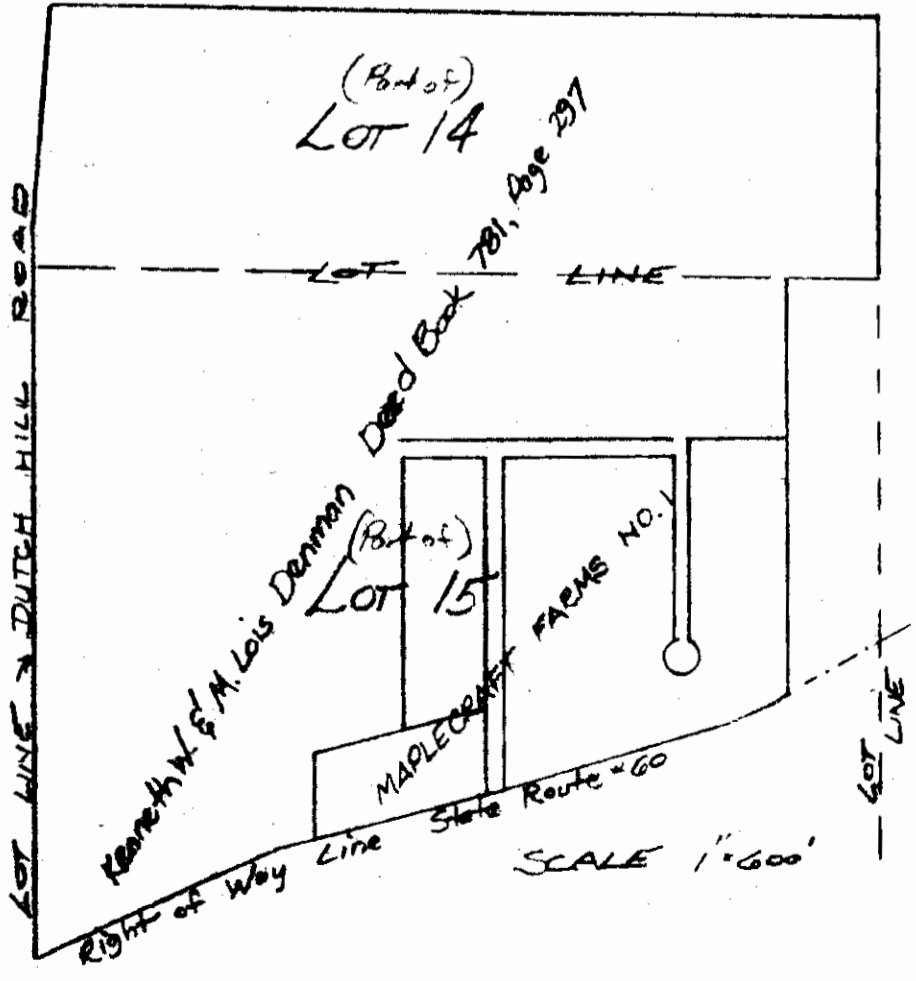 (Part of)
LOT 14
LOT LINE
LOT LINE & DUTCH HILL ROAD
Kenneth W. & M. Lois Denman Deed Book 781, Page 297
(Part of)
LOT 15
MAPLECRAFT FARMS NO. 1
Right of Way Line State Route #60
LOT LINE
SCALE 1"=600'